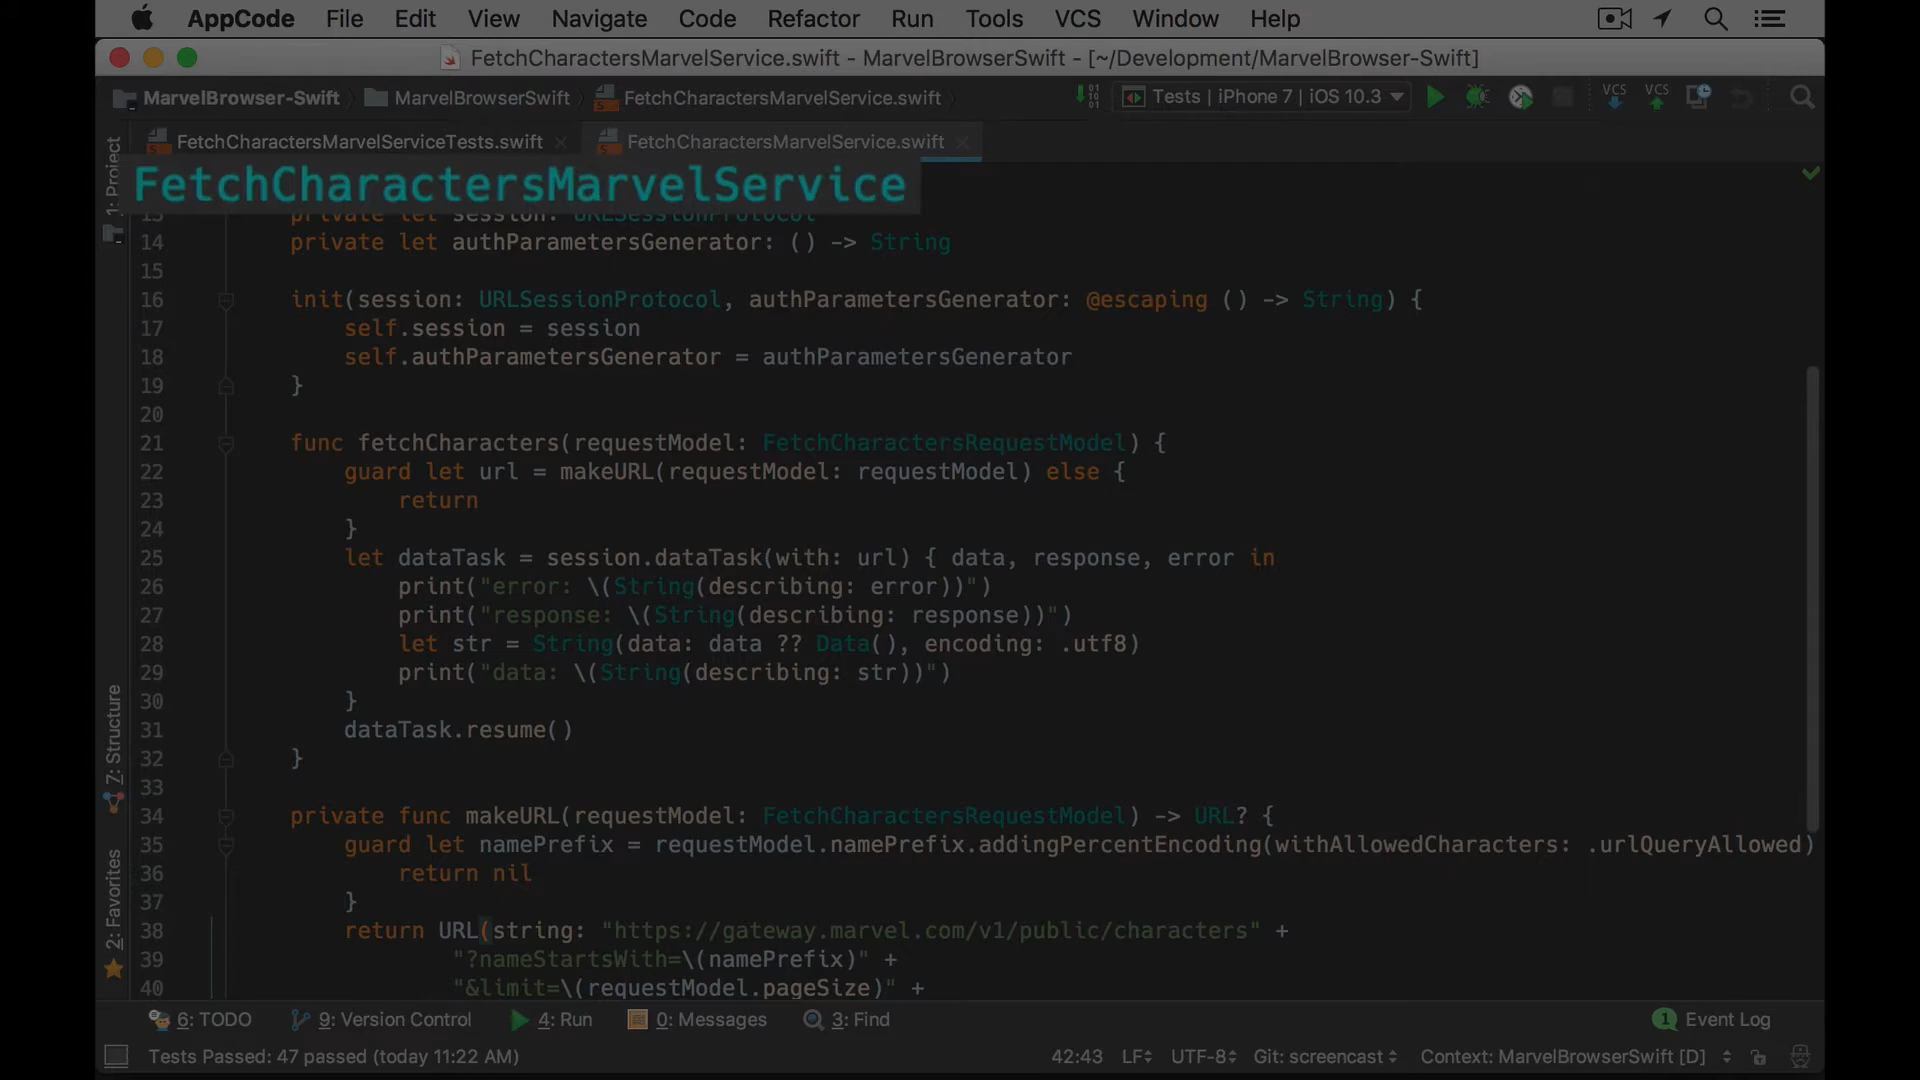 AppCode File Edit View Navigate Code Refactor Run Tools VCS Window Help
FetchCharactersMarvelService.swift - MarvelBrowserSwift - [~/Development/MarvelBrowser-Swift]
MarvelBrowser-Swift MarvelBrowserSwift FetchCharactersMarvelService.swift Tests | iPhone 7 | iOS 10.3 VCS VCS
FetchCharactersMarvelServiceTests.swift FetchCharactersMarvelService.swift
1: Project
FetchCharactersMarvelService
13 private let session: URLSessionProtocol
14 private let authParametersGenerator: () -> String
15
16 init(session: URLSessionProtocol, authParametersGenerator: @escaping () -> String) {
17 self.session = session
18 self.authParametersGenerator = authParametersGenerator
19 }
20
21 func fetchCharacters(requestModel: FetchCharactersRequestModel) {
22 guard let url = makeURL(requestModel: requestModel) else {
23 return
24 }
25 let dataTask = session.dataTask(with: url) { data, response, error in
26 print("error: \(String(describing: error))")
27 print("response: \(String(describing: response))")
28 let str = String(data: data ?? Data(), encoding: .utf8)
29 print("data: \(String(describing: str))")
30 }
31 dataTask.resume()
32 }
33
34 private func makeURL(requestModel: FetchCharactersRequestModel) -> URL? {
35 guard let namePrefix = requestModel.namePrefix.addingPercentEncoding(withAllowedCharacters: .urlQueryAllowed)
36 return nil
37 }
38 return URL(string: "https://gateway.marvel.com/v1/public/characters" +
39 "?nameStartsWith=\(namePrefix)" +
40 "&limit=\(requestModel.pageSize)" +
7: Structure
2: Favorites
6: TODO 9: Version Control 4: Run 0: Messages 3: Find 1 Event Log
Tests Passed: 47 passed (today 11:22 AM) 42:43 LF UTF-8 Git: screencast Context: MarvelBrowserSwift [D]